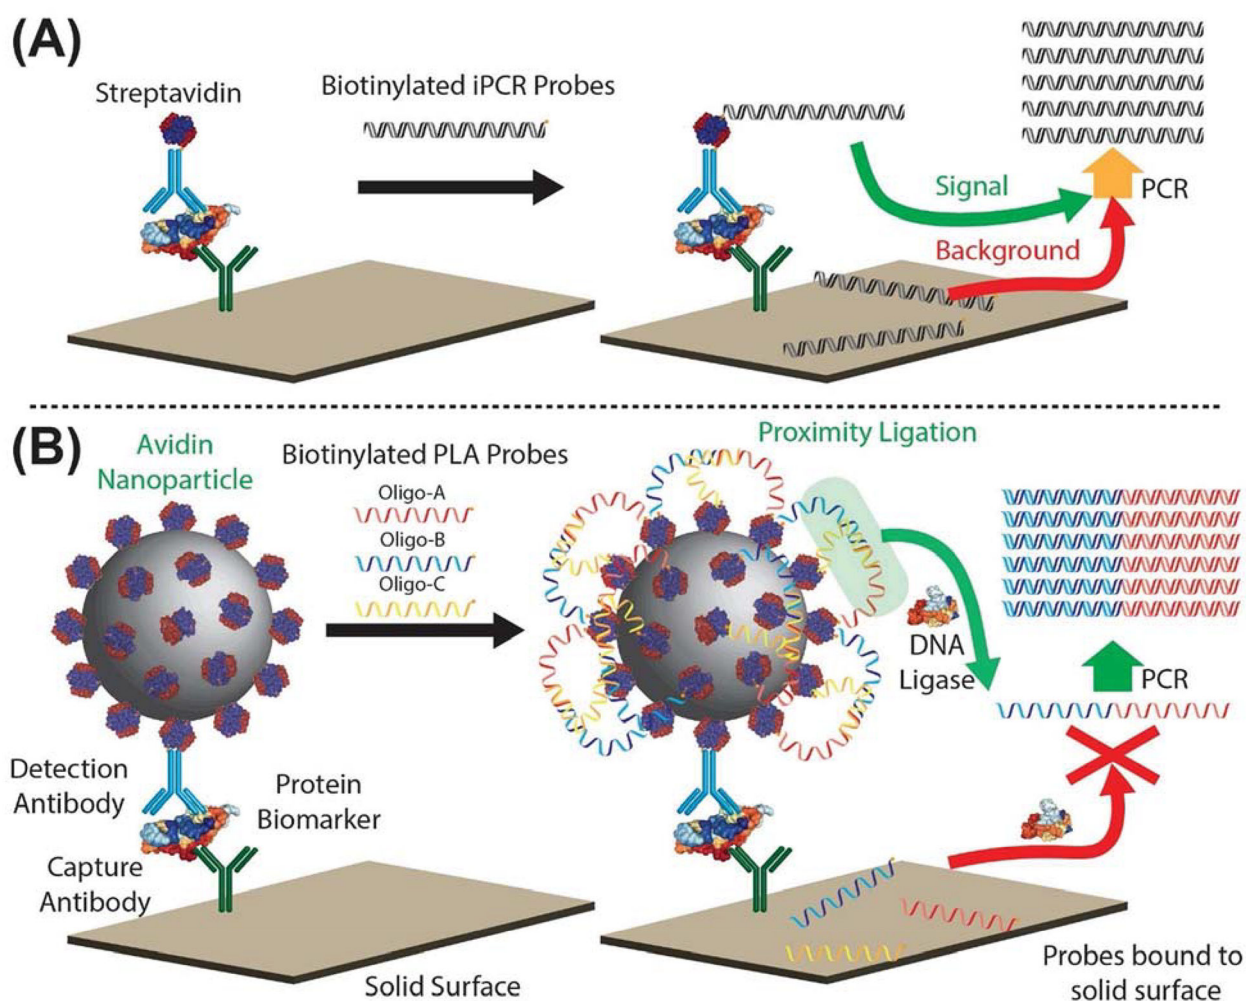 (A)
Streptavidin
Biotinylated iPCR Probes
Signal
PCR
Background
(B)
Avidin
Nanoparticle
Biotinylated PLA Probes
Oligo-A
Oligo-B
Oligo-C
Proximity Ligation
DNA
Ligase
PCR
Detection
Antibody
Protein
Biomarker
Capture
Antibody
Solid Surface
Probes bound to
solid surface